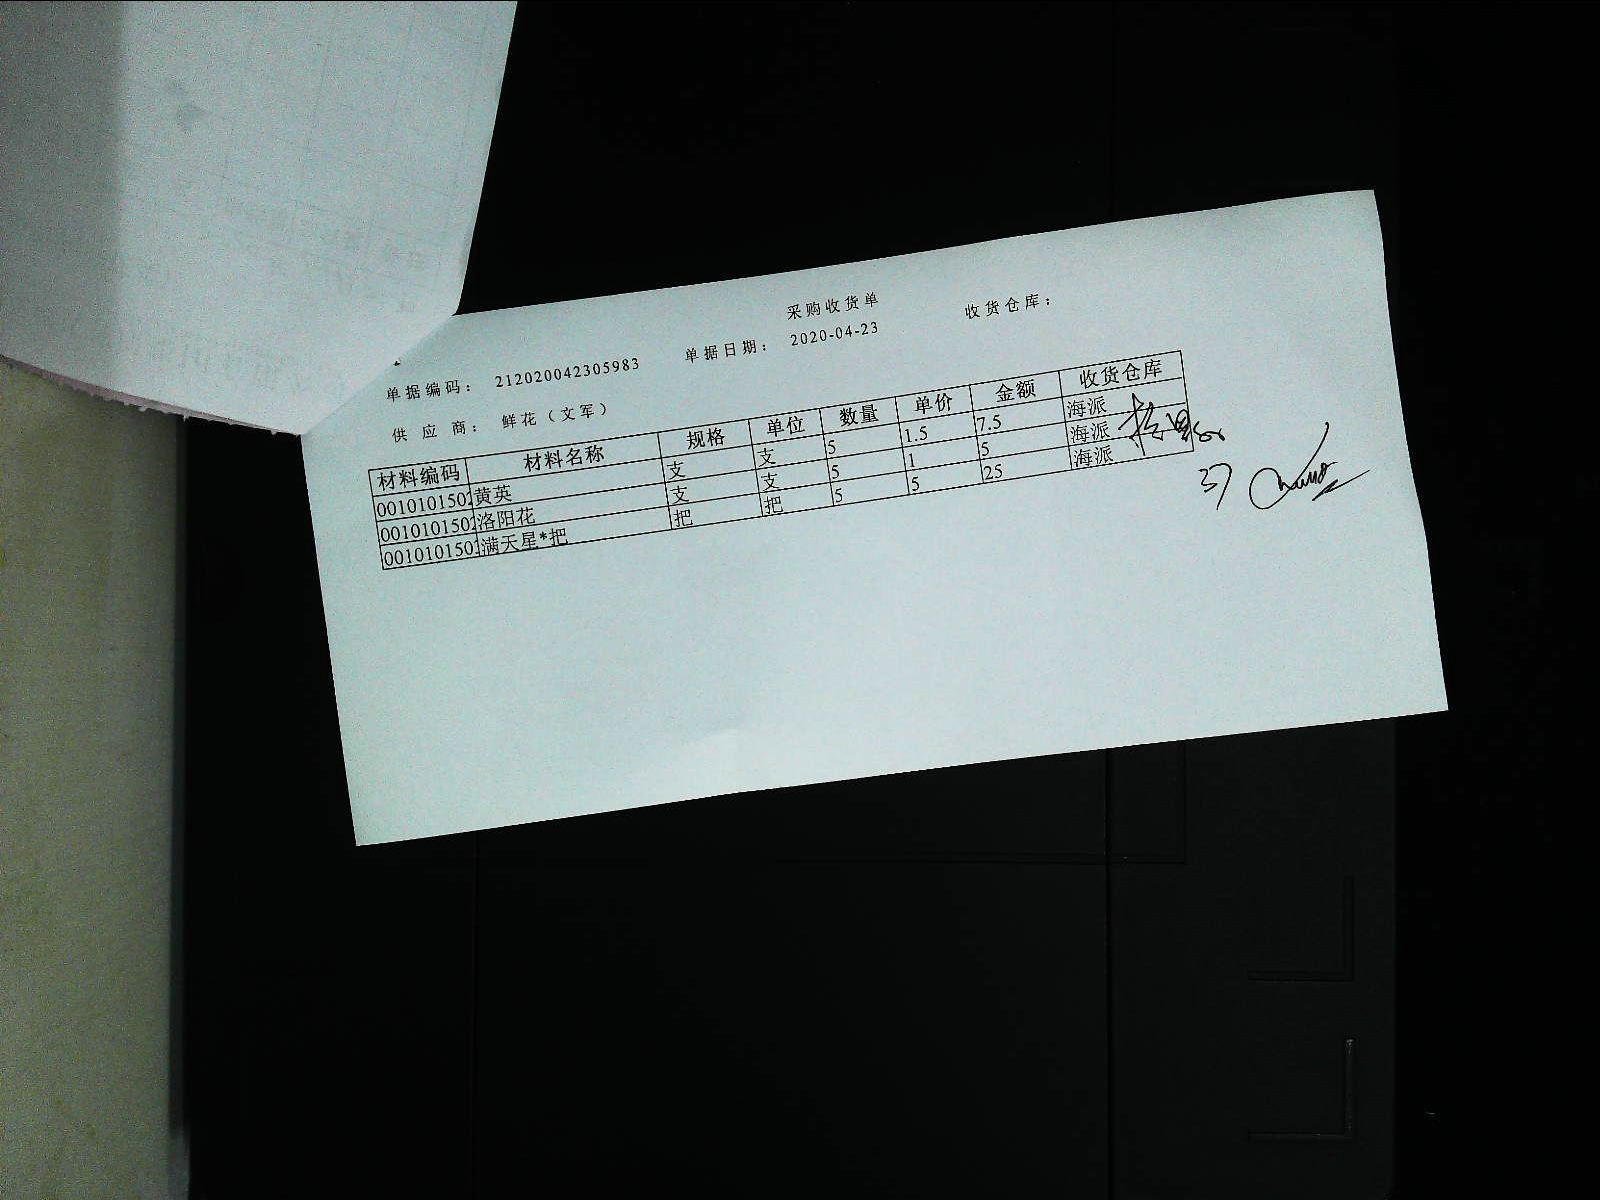 采购收货单
单据编码： 212020042305983 单据日期： 2020-04-23 收货仓库：
供应商： 鲜花（文军）
材料编码 材料名称 规格 单位 数量 单价 金额 收货仓库
001010150 黄英 支 支 5 1.5 7.5 海派
001010150 洛阳花 支 支 5 1 5 海派
001010150 满天星*把 把 把 5 5 25 海派
37